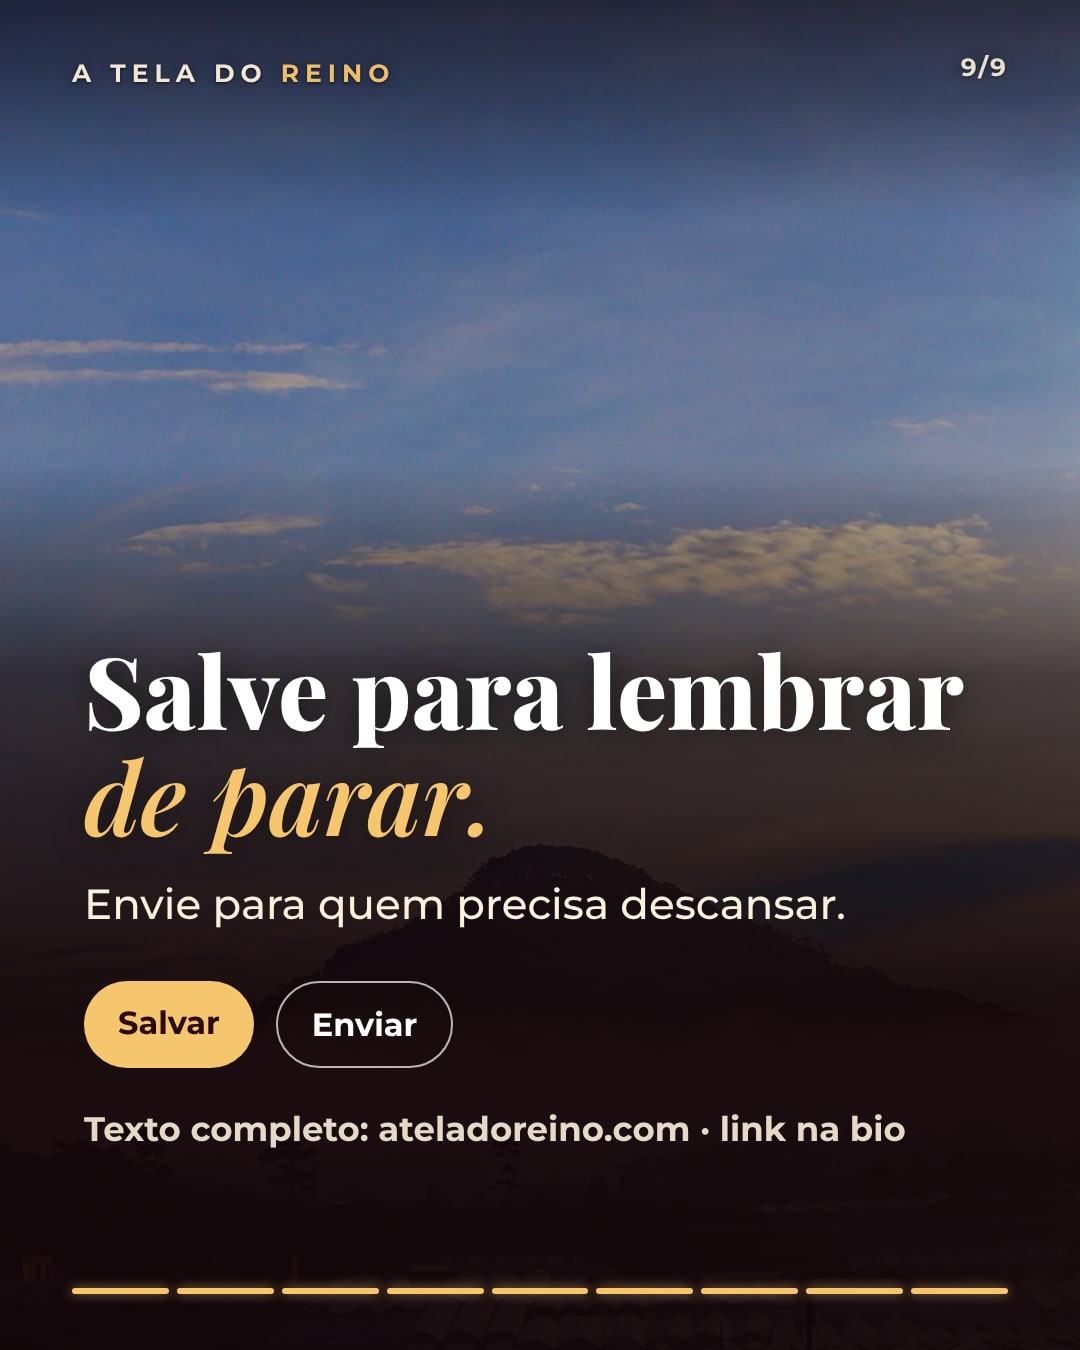 A TELA DO REINO
9/9
Salve para lembrar
de parar.
Envie para quem precisa descansar.
Salvar
Enviar
Texto completo: ateladoreino.com · link na bio